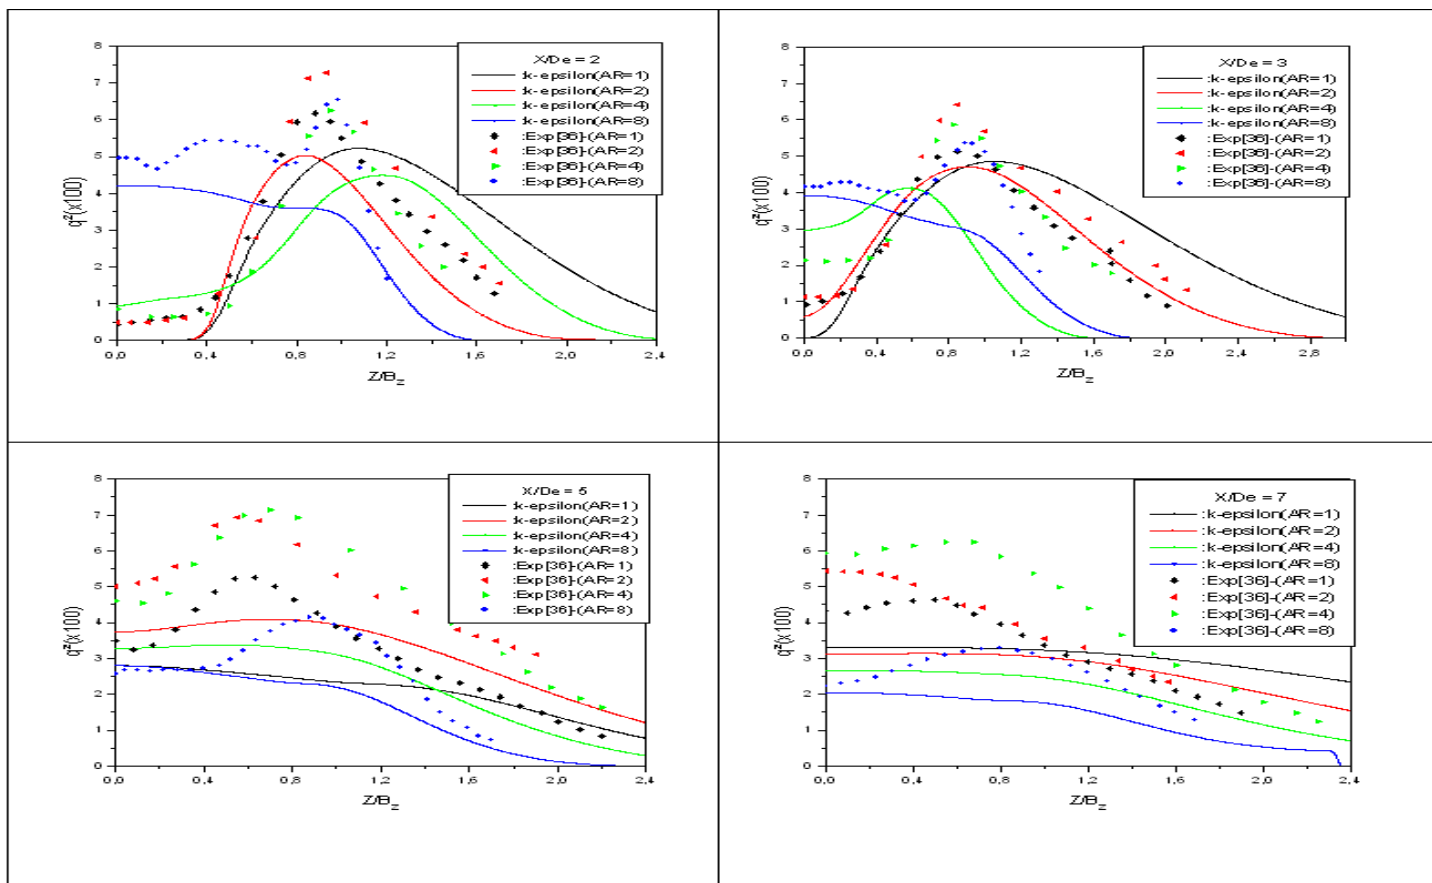 X/De = 2
:k-epsilon(AR=1)
:k-epsilon(AR=2)
:k-epsilon(AR=4)
:k-epsilon(AR=8)
:Exp[36]-(AR=1)
:Exp[36]-(AR=2)
:Exp[36]-(AR=4)
:Exp[36]-(AR=8)
q²(x100)
8
7
6
5
4
3
2
1
0
0,0 0,4 0,8 1,2 1,6 2,0 2,4
Z/B_z
X/De = 3
:k-epsilon(AR=1)
:k-epsilon(AR=2)
:k-epsilon(AR=4)
:k-epsilon(AR=8)
:Exp[36]-(AR=1)
:Exp[36]-(AR=2)
:Exp[36]-(AR=4)
:Exp[36]-(AR=8)
q²(x100)
8
7
6
5
4
3
2
1
0
0,0 0,4 0,8 1,2 1,6 2,0 2,4 2,8
Z/B_z
X/De = 5
:k-epsilon(AR=1)
:k-epsilon(AR=2)
:k-epsilon(AR=4)
:k-epsilon(AR=8)
:Exp[36]-(AR=1)
:Exp[36]-(AR=2)
:Exp[36]-(AR=4)
:Exp[36]-(AR=8)
q²(x100)
8
7
6
5
4
3
2
1
0
0,0 0,4 0,8 1,2 1,6 2,0 2,4
Z/B_z
X/De = 7
:k-epsilon(AR=1)
:k-epsilon(AR=2)
:k-epsilon(AR=4)
:k-epsilon(AR=8)
:Exp[36]-(AR=1)
:Exp[36]-(AR=2)
:Exp[36]-(AR=4)
:Exp[36]-(AR=8)
q²(x100)
8
7
6
5
4
3
2
1
0
0,0 0,4 0,8 1,2 1,6 2,0 2,4
Z/B_z